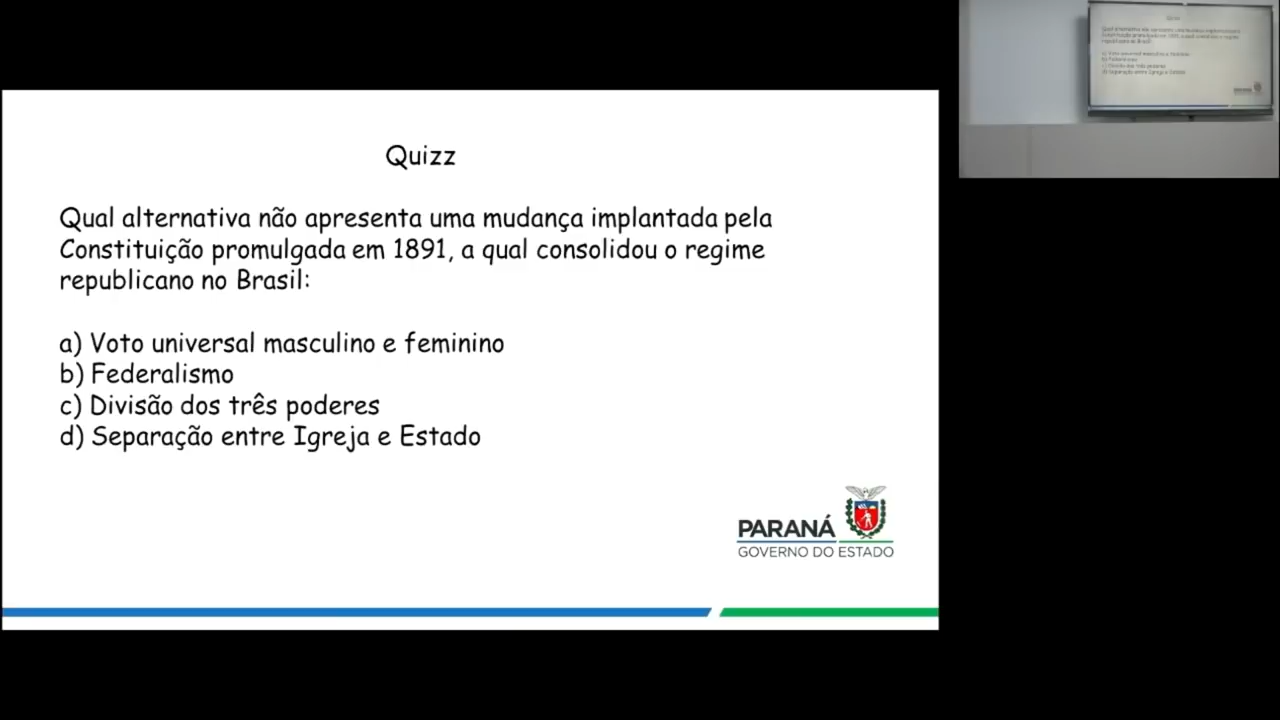 Quizz
Qual alternativa não apresenta uma mudança implantada pela
Constituição promulgada em 1891, a qual consolidou o regime
republicano no Brasil:
a) Voto universal masculino e feminino
b) Federalismo
c) Divisão dos três poderes
d) Separação entre Igreja e Estado
PARANÁ
GOVERNO DO ESTADO